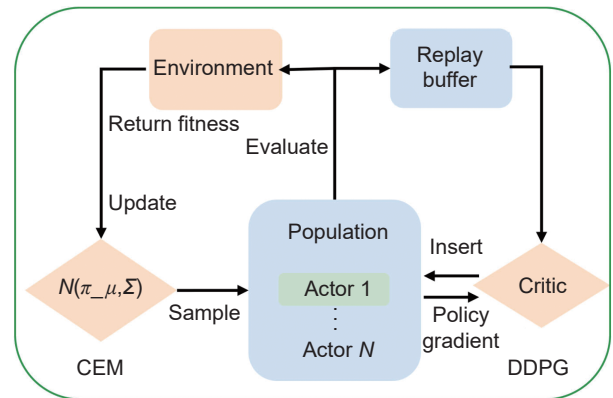 Environment
Replay
buffer
Return fitness
Evaluate
Update
Population
Insert
N(π_μ,Σ)
Actor 1
Critic
Sample
Policy
gradient
⋮
Actor N
CEM
DDPG